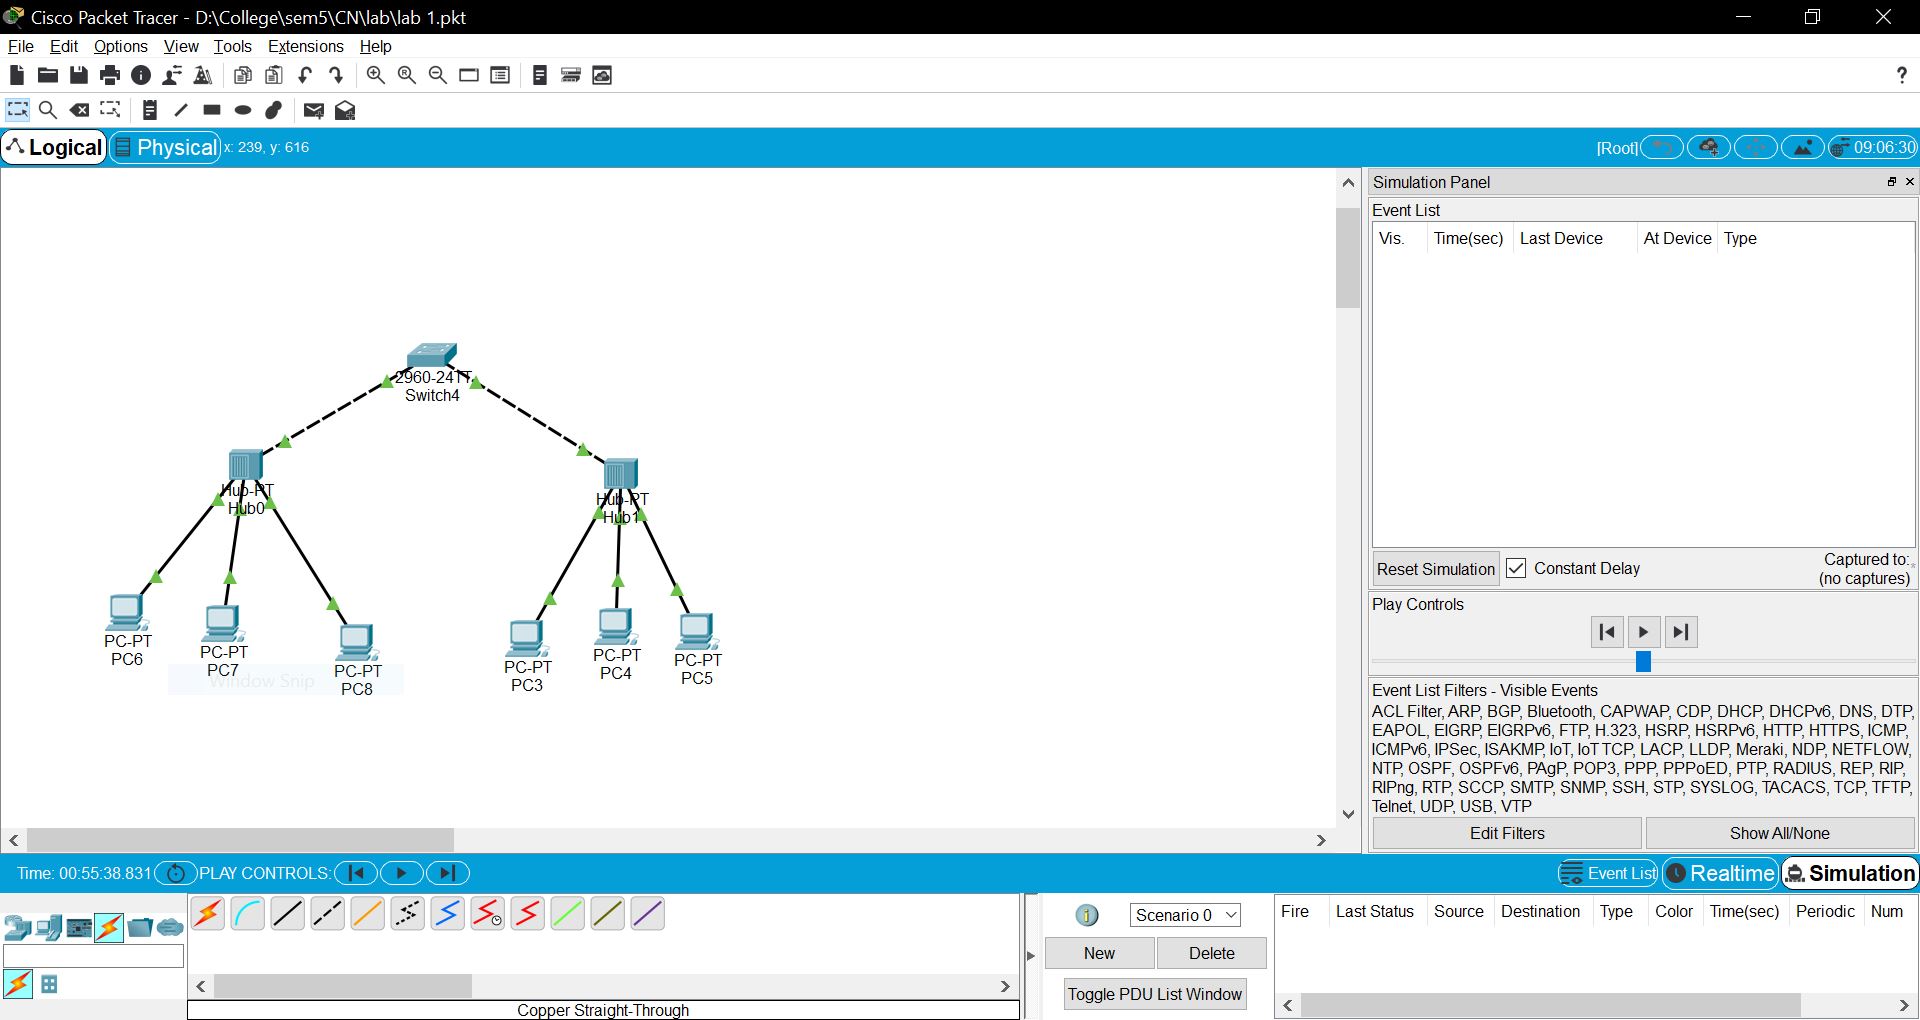 Cisco Packet Tracer - D:\College\sem5\CN\lab\lab 1.pkt
File Edit Options View Tools Extensions Help
?
Logical Physical x: 239, y: 616 [Root] 09:06:30
Simulation Panel
Event List
Vis. Time(sec) Last Device At Device Type
2960-24TT
Switch4
Hub-PT
Hub0
Hub-PT
Hub1
PC-PT
PC6
PC-PT
PC7
PC-PT
PC8
PC-PT
PC3
PC-PT
PC4
PC-PT
PC5
Window Snip
Reset Simulation Constant Delay Captured to:
(no captures)
Play Controls
Event List Filters - Visible Events
ACL Filter, ARP, BGP, Bluetooth, CAPWAP, CDP, DHCP, DHCPv6, DNS, DTP,
EAPOL, EIGRP, EIGRPv6, FTP, H.323, HSRP, HSRPv6, HTTP, HTTPS, ICMP,
ICMPv6, IPSec, ISAKMP, IoT, IoT TCP, LACP, LLDP, Meraki, NDP, NETFLOW,
NTP, OSPF, OSPFv6, PAgP, POP3, PPP, PPPoED, PTP, RADIUS, REP, RIP,
RIPng, RTP, SCCP, SMTP, SNMP, SSH, STP, SYSLOG, TACACS, TCP, TFTP,
Telnet, UDP, USB, VTP
Edit Filters Show All/None
Time: 00:55:38.831 PLAY CONTROLS: Event List Realtime Simulation
Scenario 0
New Delete
Toggle PDU List Window
Fire Last Status Source Destination Type Color Time(sec) Periodic Num
Copper Straight-Through